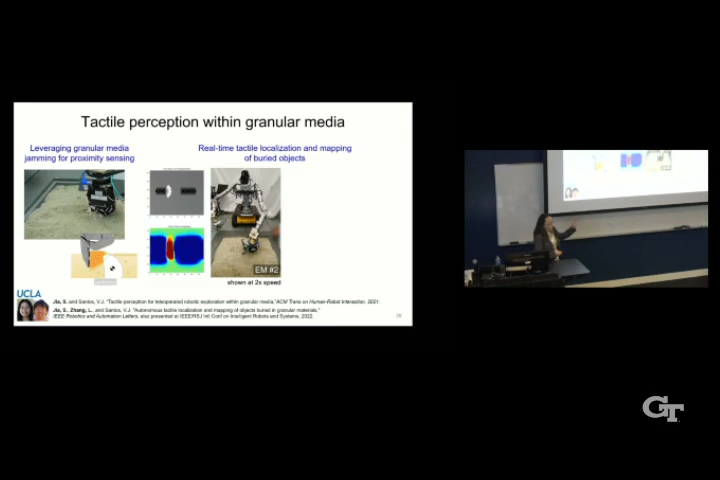 Tactile perception within granular media
Leveraging granular media
jamming for proximity sensing
Real-time tactile localization and mapping
of buried objects
EM #2
shown at 2x speed
UCLA
Jia, S. and Santos, V.J. "Tactile perception for teleoperated robotic exploration within granular media," ACM Trans on Human-Robot Interaction. 2021.
Jia, S., Zhang, L., and Santos, V.J. "Autonomous tactile localization and mapping of objects buried in granular materials."
IEEE Robotics and Automation Letters, also presented at IEEE/RSJ Intl Conf on Intelligent Robots and Systems, 2022.
GT